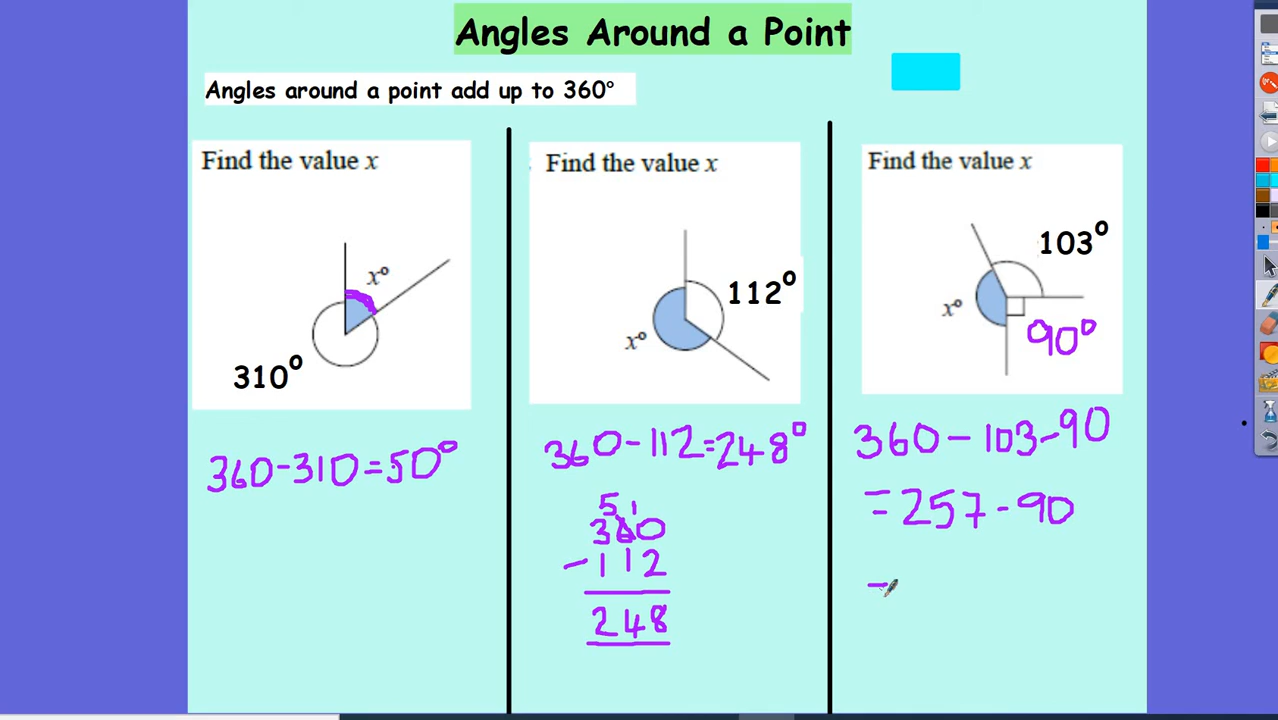 Angles Around a Point
Angles around a point add up to 360°
Find the value x
x°
310°
360-310=50°
Find the value x
112°
x°
360-112=248°
5 1
360
-112
248
Find the value x
103°
x°
90°
360-103-90
=257-90